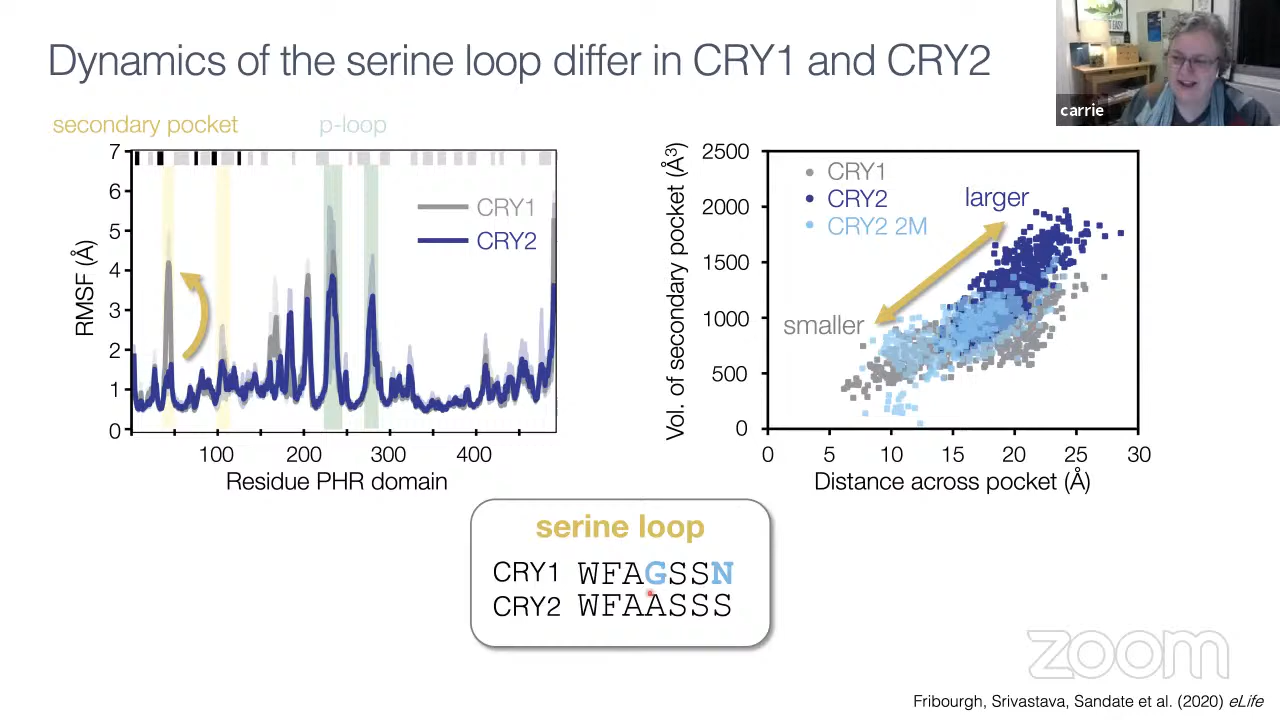 Dynamics of the serine loop differ in CRY1 and CRY2
carrie
secondary pocket
p-loop
7
6
5
4
3
2
1
0
RMSF (Å)
CRY1
CRY2
100
200
300
400
Residue PHR domain
2500
2000
1500
1000
500
0
Vol. of secondary pocket (Å³)
CRY1
CRY2
CRY2 2M
larger
smaller
0
5
10
15
20
25
30
Distance across pocket (Å)
serine loop
CRY1 WFAGSSN
CRY2 WFAASSS
zoom
Fribourgh, Srivastava, Sandate et al. (2020) eLife